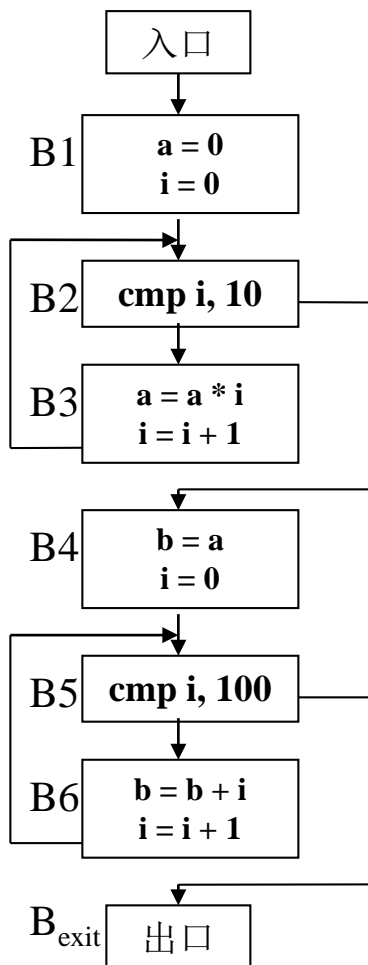 入口
B1
a = 0
i = 0
B2
cmp i, 10
B3
a = a * i
i = i + 1
B4
b = a
i = 0
B5
cmp i, 100
B6
b = b + i
i = i + 1
Bexit
出口